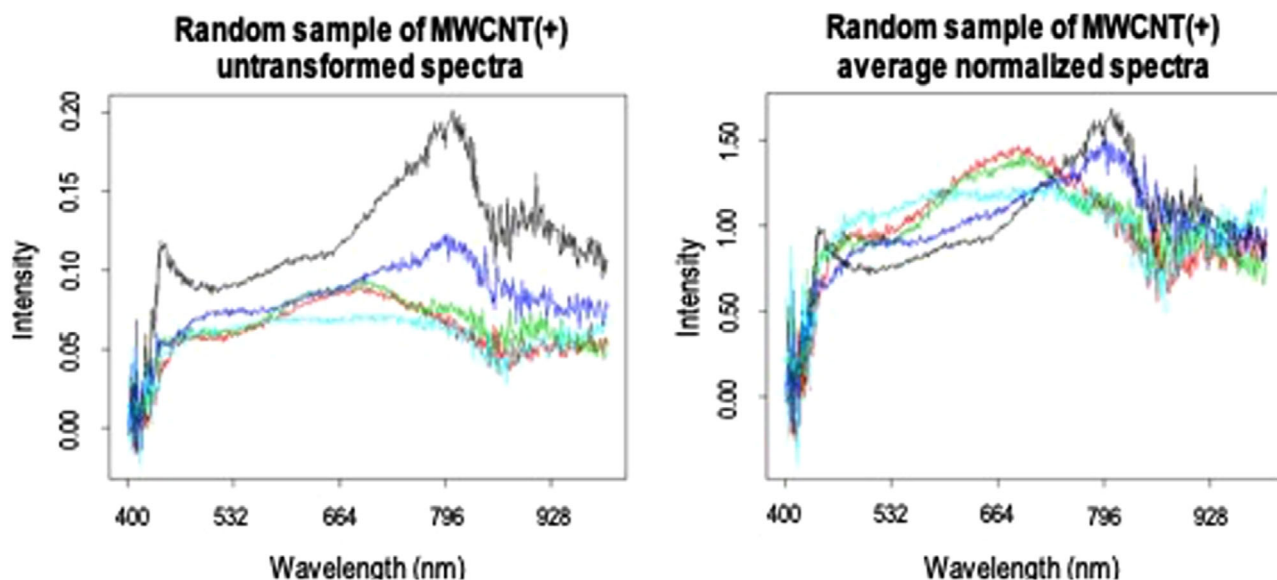 Random sample of MWCNT(+)
untransformed spectra
Intensity
0.20
0.15
0.10
0.05
0.00
400 532 664 796 928
Wavelength (nm)
Random sample of MWCNT(+)
average normalized spectra
Intensity
1.50
1.00
0.50
0.00
400 532 664 796 928
Wavelength (nm)